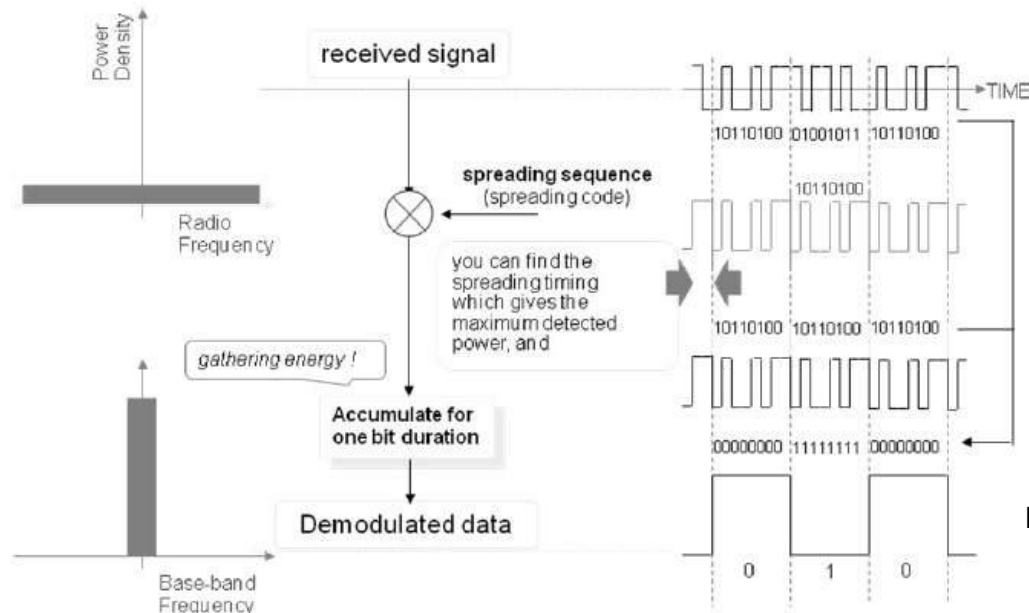 Power
Density
received signal
TIME
10110100 01001011 10110100
spreading sequence
(spreading code)
10110100
Radio
Frequency
you can find the
spreading timing
which gives the
maximum detected
power, and
10110100 10110100 10110100
gathering energy !
Accumulate for
one bit duration
00000000 11111111 00000000
Demodulated data
0 1 0
Base-band
Frequency